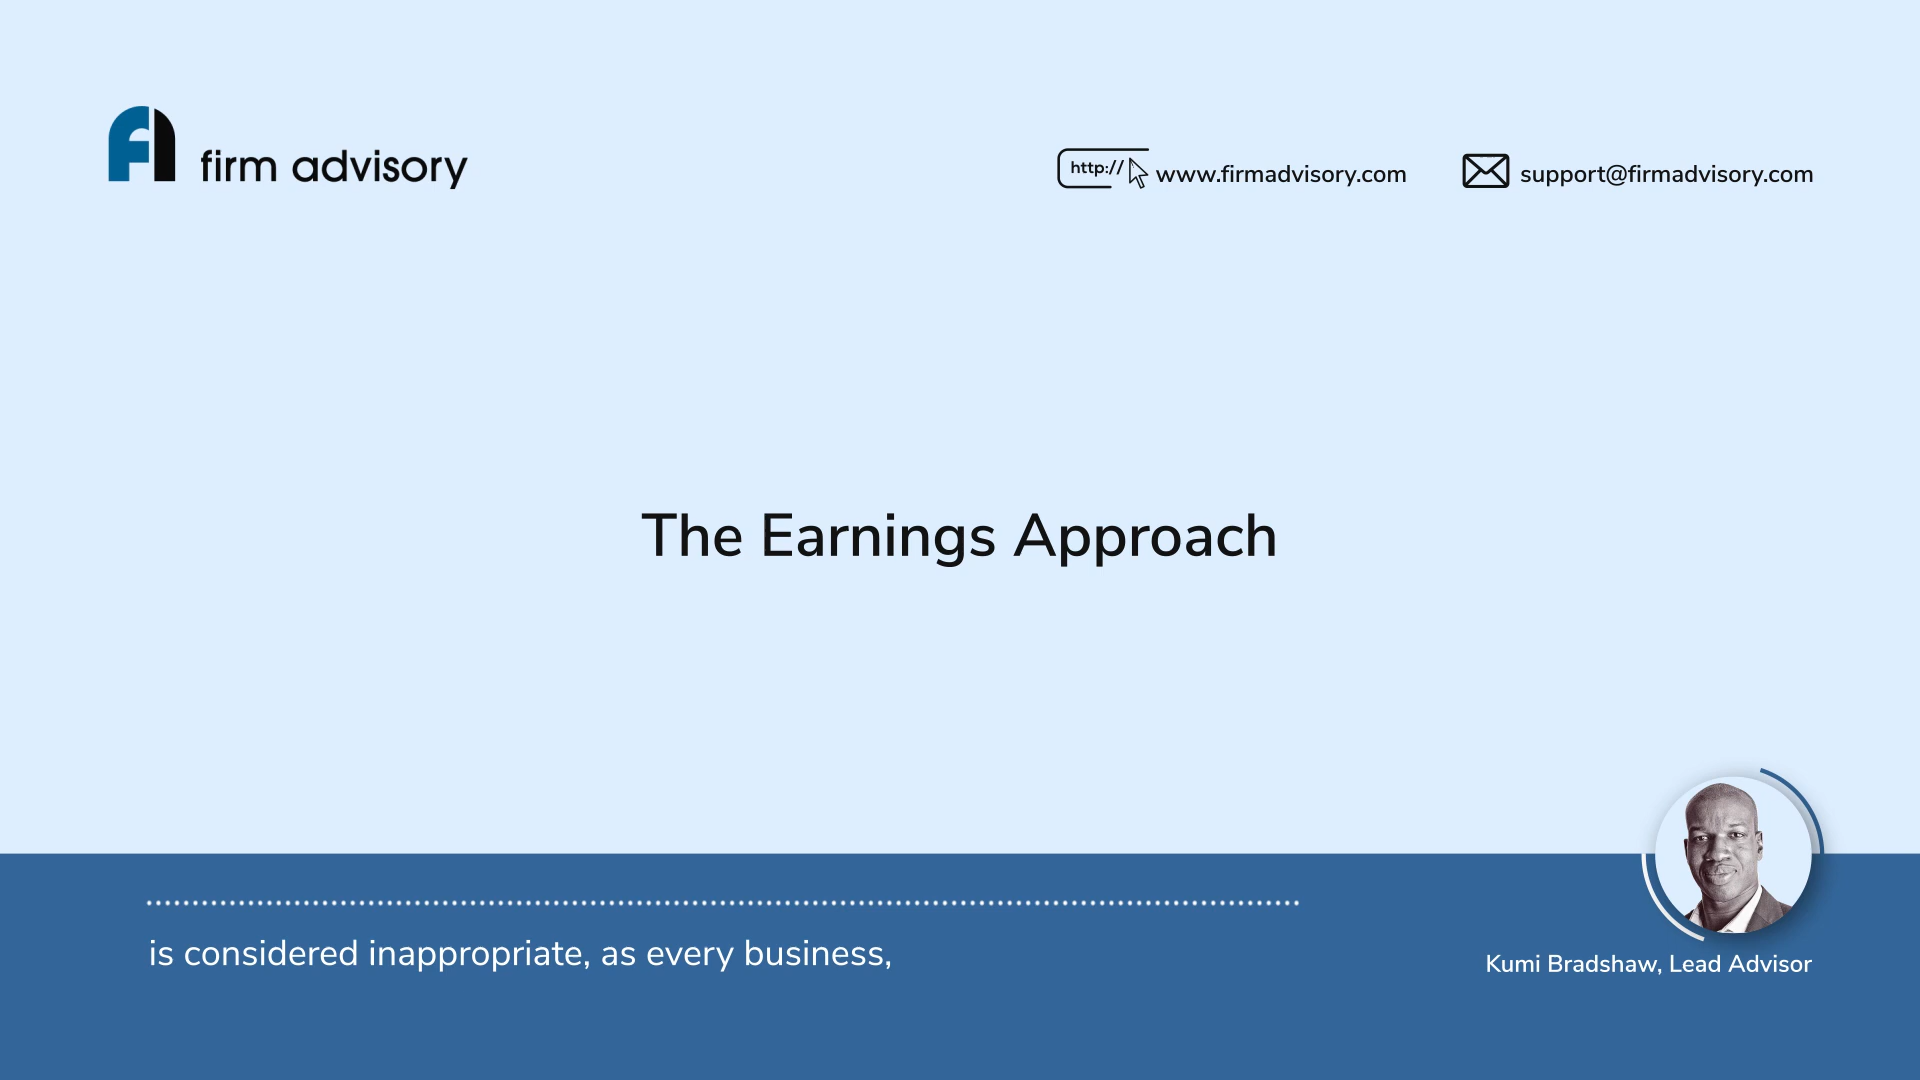 firm advisory
http://
www.firmadvisory.com
support@firmadvisory.com
The Earnings Approach
is considered inappropriate, as every business,
Kumi Bradshaw, Lead Advisor